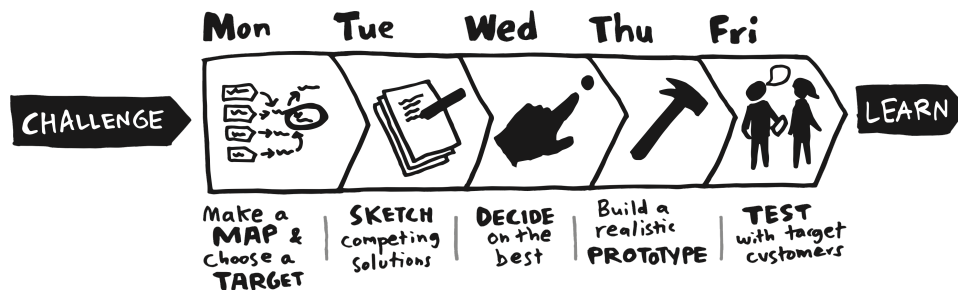 Mon Tue Wed Thu Fri
CHALLENGE
LEARN
Make a
MAP &
choose a
TARGET
SKETCH
competing
solutions
DECIDE
on the
best
Build a
realistic
PROTOTYPE
TEST
with target
customers